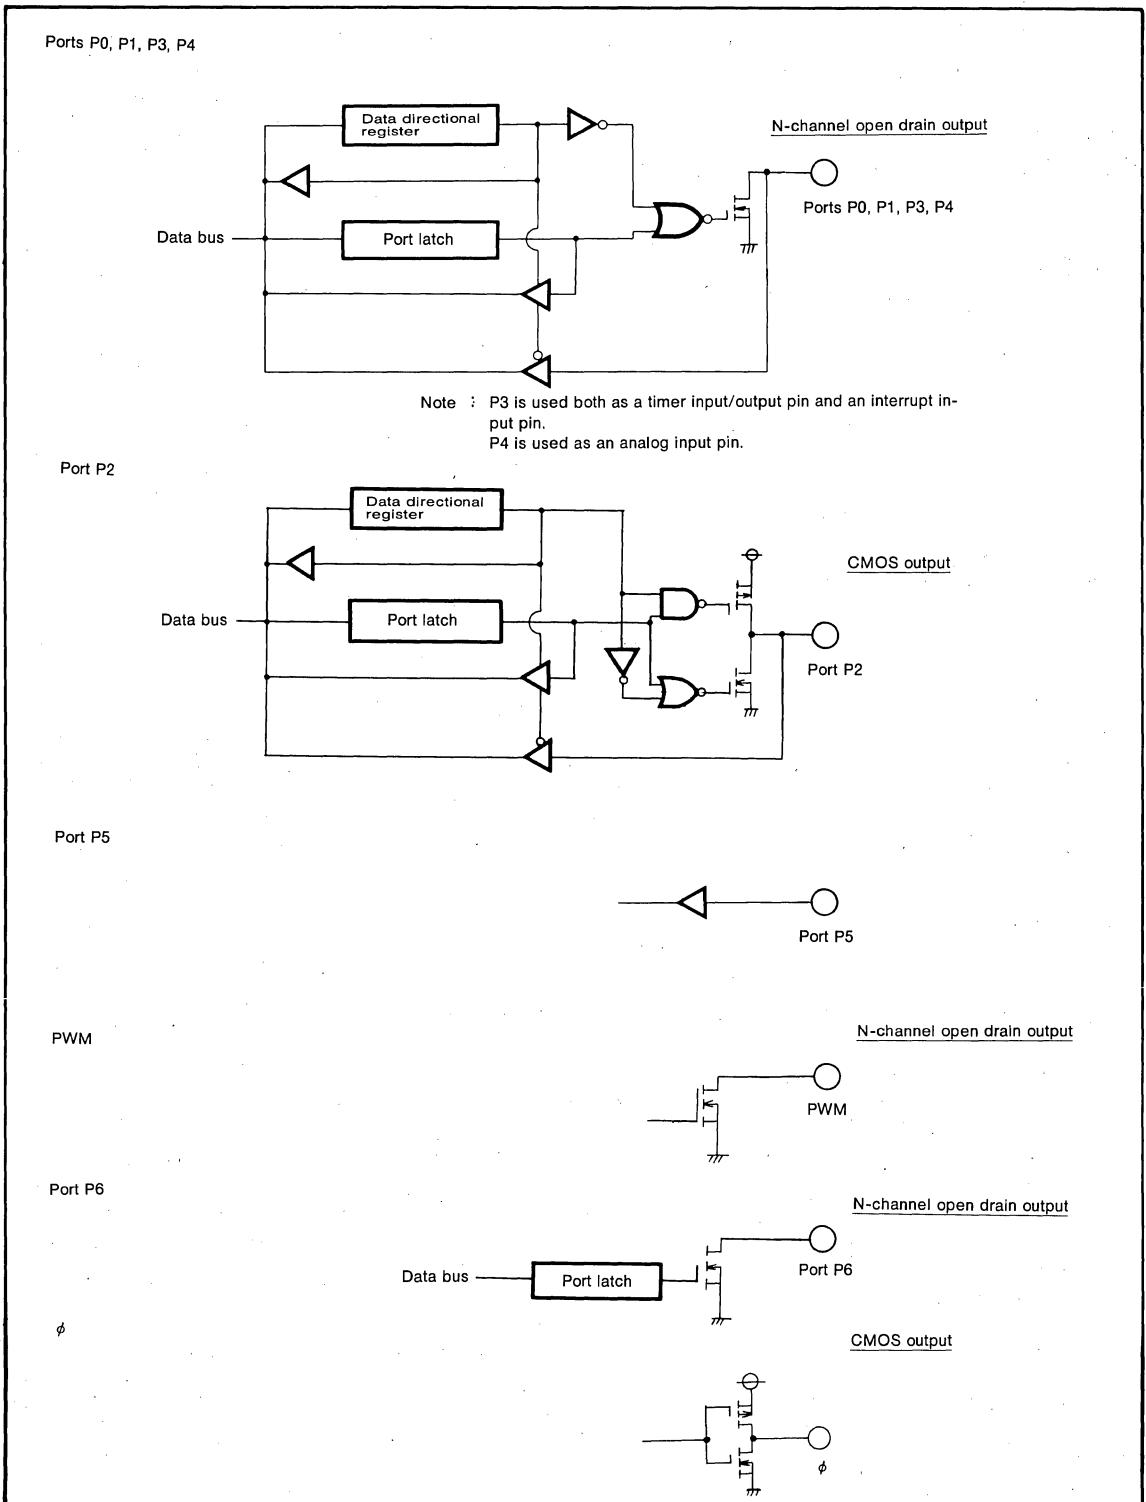 Ports P0, P1, P3, P4
Data directional
register
N-channel open drain output
Ports P0, P1, P3, P4
Data bus
Port latch
Note : P3 is used both as a timer input/output pin and an interrupt in-
put pin.
P4 is used as an analog input pin.
Port P2
Data directional
register
CMOS output
Data bus
Port latch
Port P2
Port P5
Port P5
PWM
N-channel open drain output
PWM
Port P6
N-channel open drain output
Data bus
Port latch
Port P6
ϕ
CMOS output
ϕ